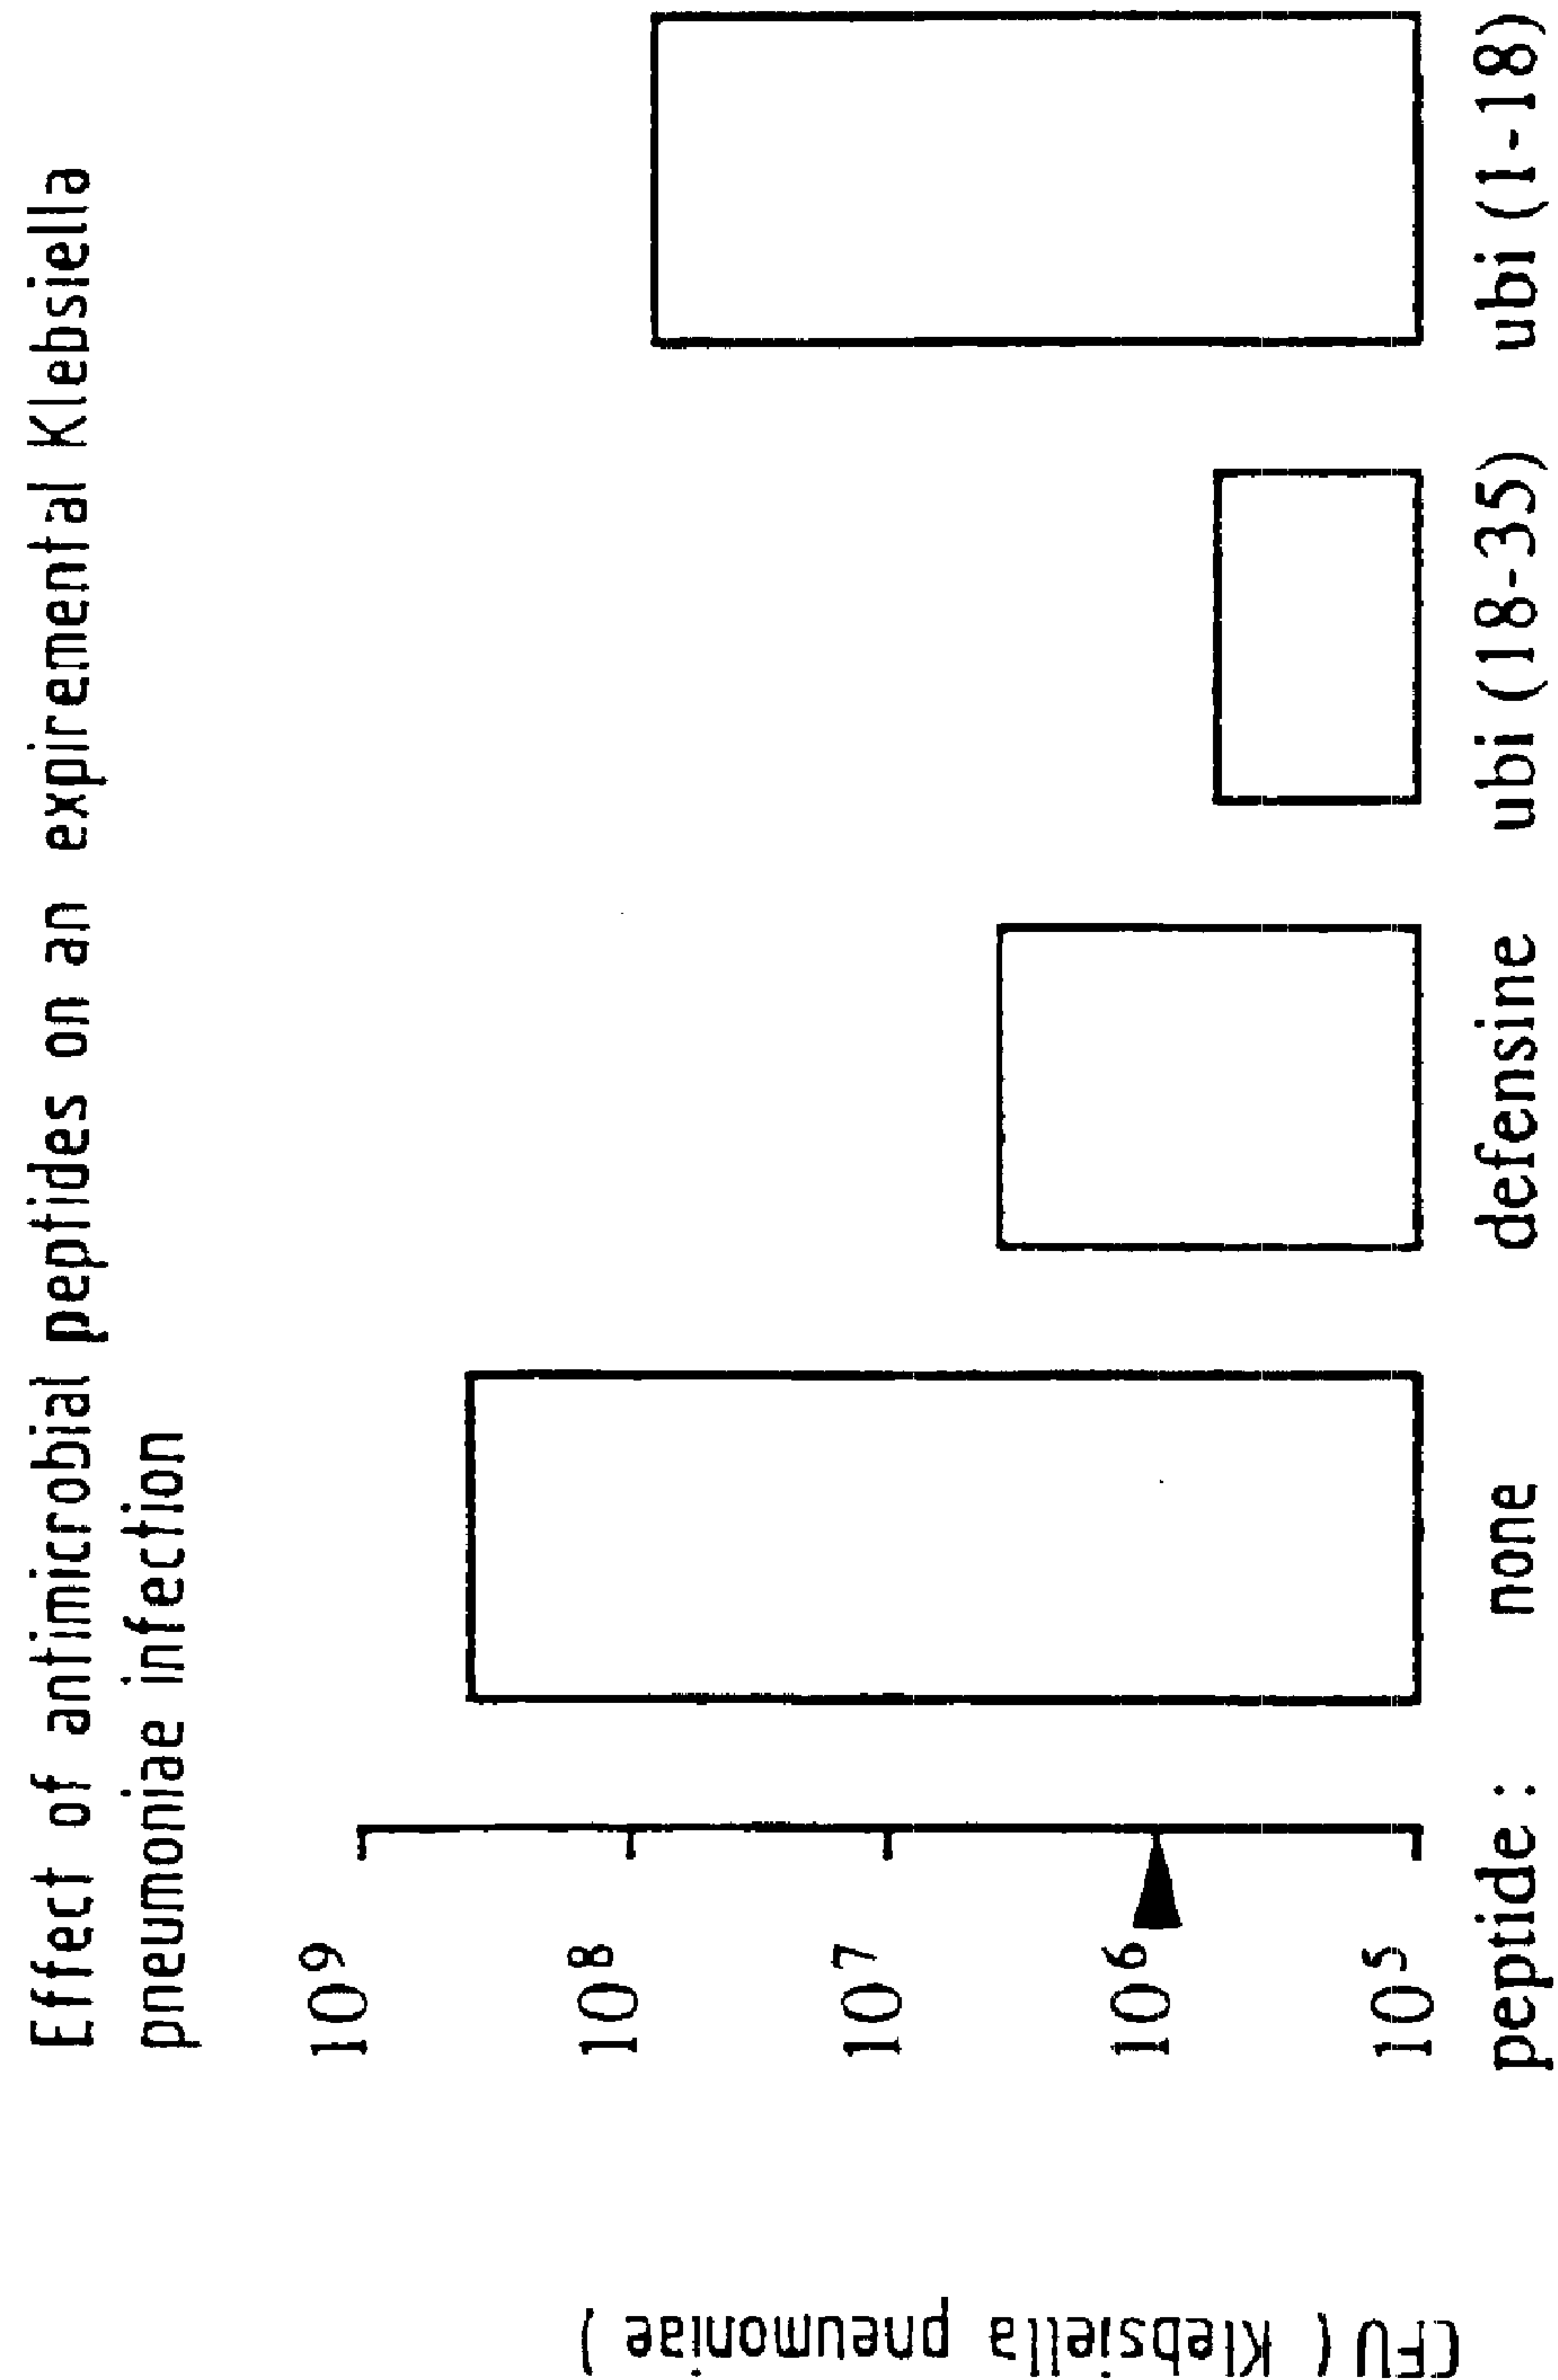 Effect of antimicrobial peptides on an expiremental Klebsiella
pneumoniae infection
CFU ( Klebsiella pneumoniae )
10⁹
10⁸
10⁷
10⁶
10⁵
peptide : none defensine ubi (18-35) ubi (1-18)